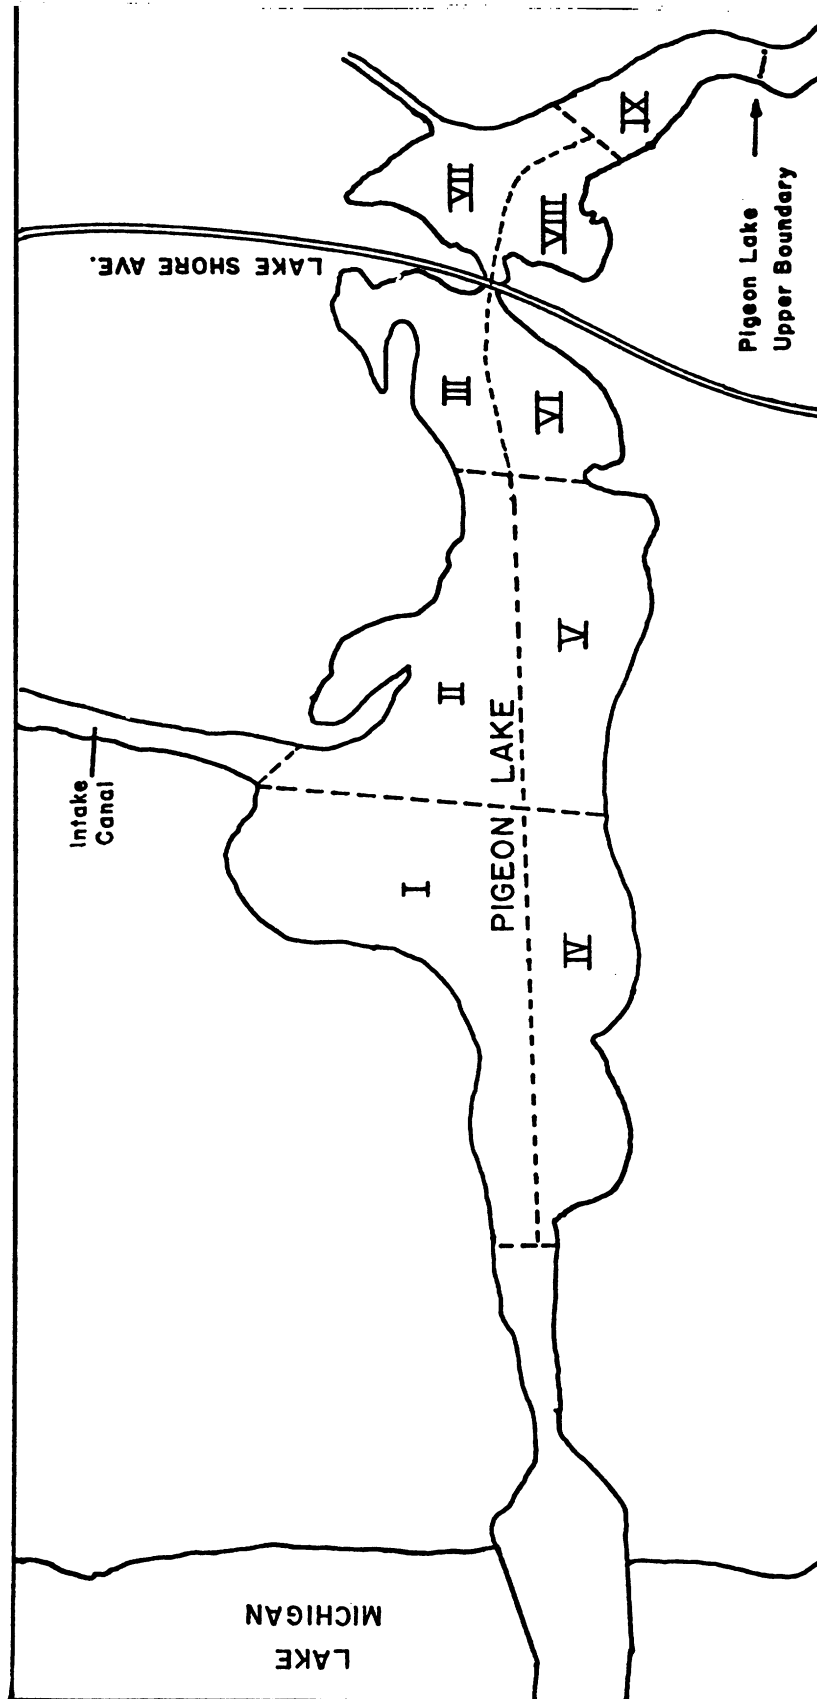 LAKE SHORE AVE.
VII
IX
VIII
Pigeon Lake
Upper Boundary
III
VI
Intake
Canal
II
V
PIGEON LAKE
I
IV
LAKE
MICHIGAN